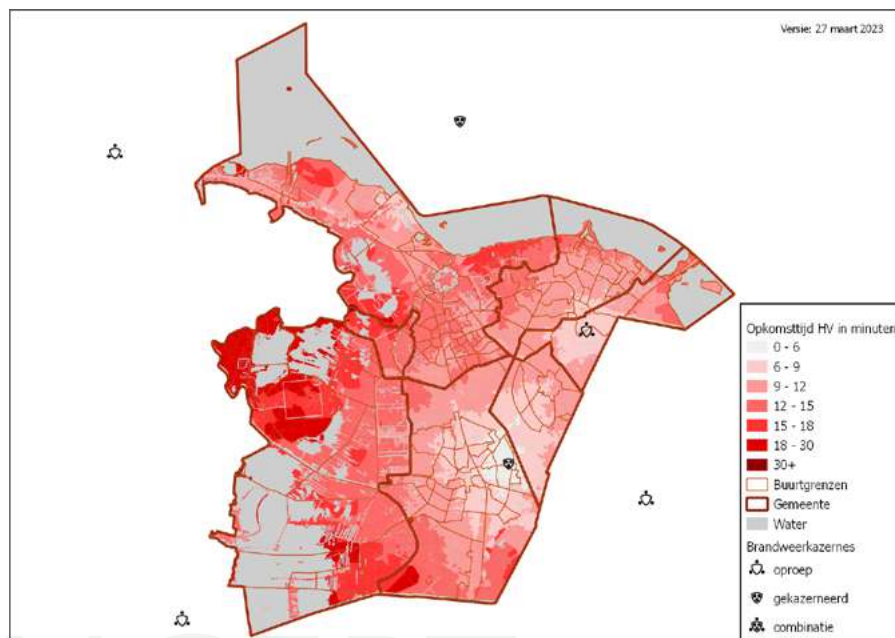 Versie: 27 maart 2023
Opkomsttijd HV in minuten
0 - 6
6 - 9
9 - 12
12 - 15
15 - 18
18 - 30
30+
Buurtgrenzen
Gemeente
Water
Brandweerkazernes
oproep
gekazerneerd
combinatie